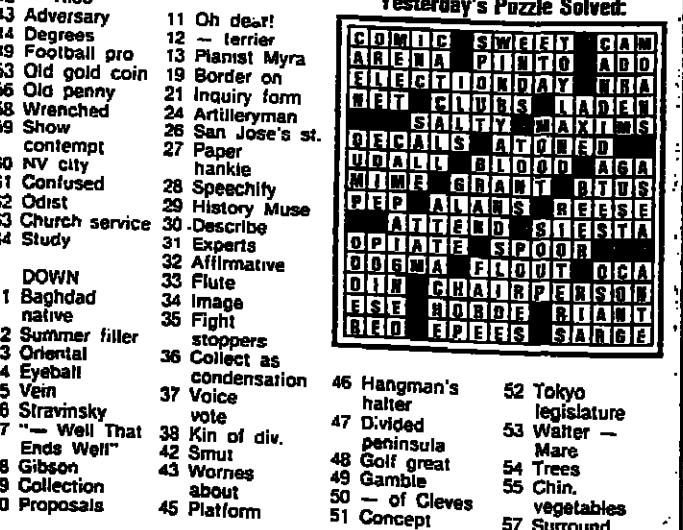 43 Adversary
44 Degrees
49 Football pro
53 Old gold coin
56 Old penny
58 Wrenched
59 Show
contempt
60 NV city
61 Confused
62 Odist
63 Church service
64 Study
DOWN
1 Baghdad
native
2 Summer filler
3 Oriental
4 Eyeball
5 Vein
6 Stravinsky
7 "— Well That
Ends Well"
8 Gibson
9 Collection
10 Proposals
11 Oh dear!
12 — terrier
13 Pianist Myra
19 Border on
21 Inquiry form
24 Artilleryman
26 San Jose's st.
27 Paper
hankie
28 Speechify
29 History Muse
30 Describe
31 Experts
32 Affirmative
33 Flute
34 Image
35 Fight
stoppers
36 Collect as
condensation
37 Voice
vote
38 Kin of div.
42 Smut
43 Wornes
about
45 Platform
Yesterday's Puzzle Solved:
COMIC SWEET CAM
ARENA PINTO ADO
ELECTIONDAY NRA
NET CLUBS LADEN
SALTY MAXIMS
DECALS ATONED
UDALL BLOOD AGA
MIME GRANT BTUS
PEP ALANS REESE
ATTEND SIESTA
OPIATE SPOOR
DOGMA FLOUT OCA
DIN CHAIRPERSON
ESE HORDE RIANT
RED EPEES SARGE
46 Hangman's
halter
47 Divided
peninsula
48 Golf great
49 Gamble
50 — of Cleves
51 Concept
52 Tokyo
legislature
53 Walter —
Mare
54 Trees
55 Chin.
vegetables
57 Surround